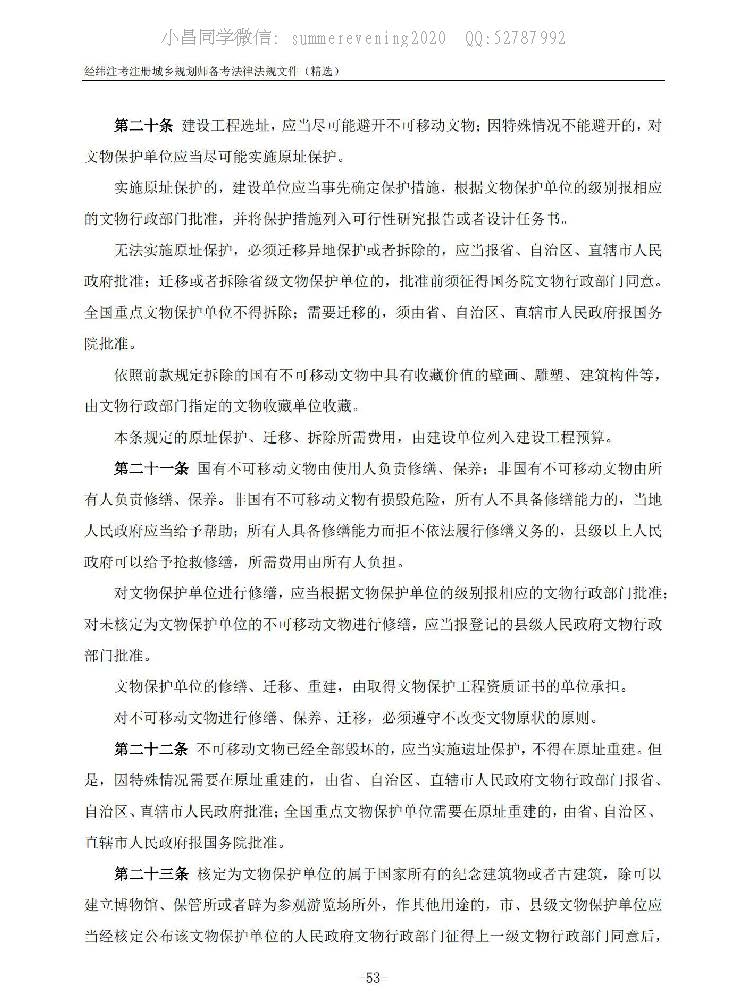 小昌同学微信: summerevening2020 QQ:52787992
经纬注考注册城乡规划师备考法律法规文件（精选）
第二十条 建设工程选址，应当尽可能避开不可移动文物；因特殊情况不能避开的，对
文物保护单位应当尽可能实施原址保护。
实施原址保护的，建设单位应当事先确定保护措施，根据文物保护单位的级别报相应
的文物行政部门批准，并将保护措施列入可行性研究报告或者设计任务书。
无法实施原址保护，必须迁移异地保护或者拆除的，应当报省、自治区、直辖市人民
政府批准；迁移或者拆除省级文物保护单位的，批准前须征得国务院文物行政部门同意。
全国重点文物保护单位不得拆除；需要迁移的，须由省、自治区、直辖市人民政府报国务
院批准。
依照前款规定拆除的国有不可移动文物中具有收藏价值的壁画、雕塑、建筑构件等，
由文物行政部门指定的文物收藏单位收藏。
本条规定的原址保护、迁移、拆除所需费用，由建设单位列入建设工程预算。
第二十一条 国有不可移动文物由使用人负责修缮、保养；非国有不可移动文物由所
有人负责修缮、保养。非国有不可移动文物有损毁危险，所有人不具备修缮能力的，当地
人民政府应当给予帮助；所有人具备修缮能力而拒不依法履行修缮义务的，县级以上人民
政府可以给予抢救修缮，所需费用由所有人负担。
对文物保护单位进行修缮，应当根据文物保护单位的级别报相应的文物行政部门批准；
对未核定为文物保护单位的不可移动文物进行修缮，应当报登记的县级人民政府文物行政
部门批准。
文物保护单位的修缮、迁移、重建，由取得文物保护工程资质证书的单位承担。
对不可移动文物进行修缮、保养、迁移，必须遵守不改变文物原状的原则。
第二十二条 不可移动文物已经全部毁坏的，应当实施遗址保护，不得在原址重建。但
是，因特殊情况需要在原址重建的，由省、自治区、直辖市人民政府文物行政部门报省、
自治区、直辖市人民政府批准；全国重点文物保护单位需要在原址重建的，由省、自治区、
直辖市人民政府报国务院批准。
第二十三条 核定为文物保护单位的属于国家所有的纪念建筑物或者古建筑，除可以
建立博物馆、保管所或者辟为参观游览场所外，作其他用途的，市、县级文物保护单位应
当经核定公布该文物保护单位的人民政府文物行政部门征得上一级文物行政部门同意后，
53